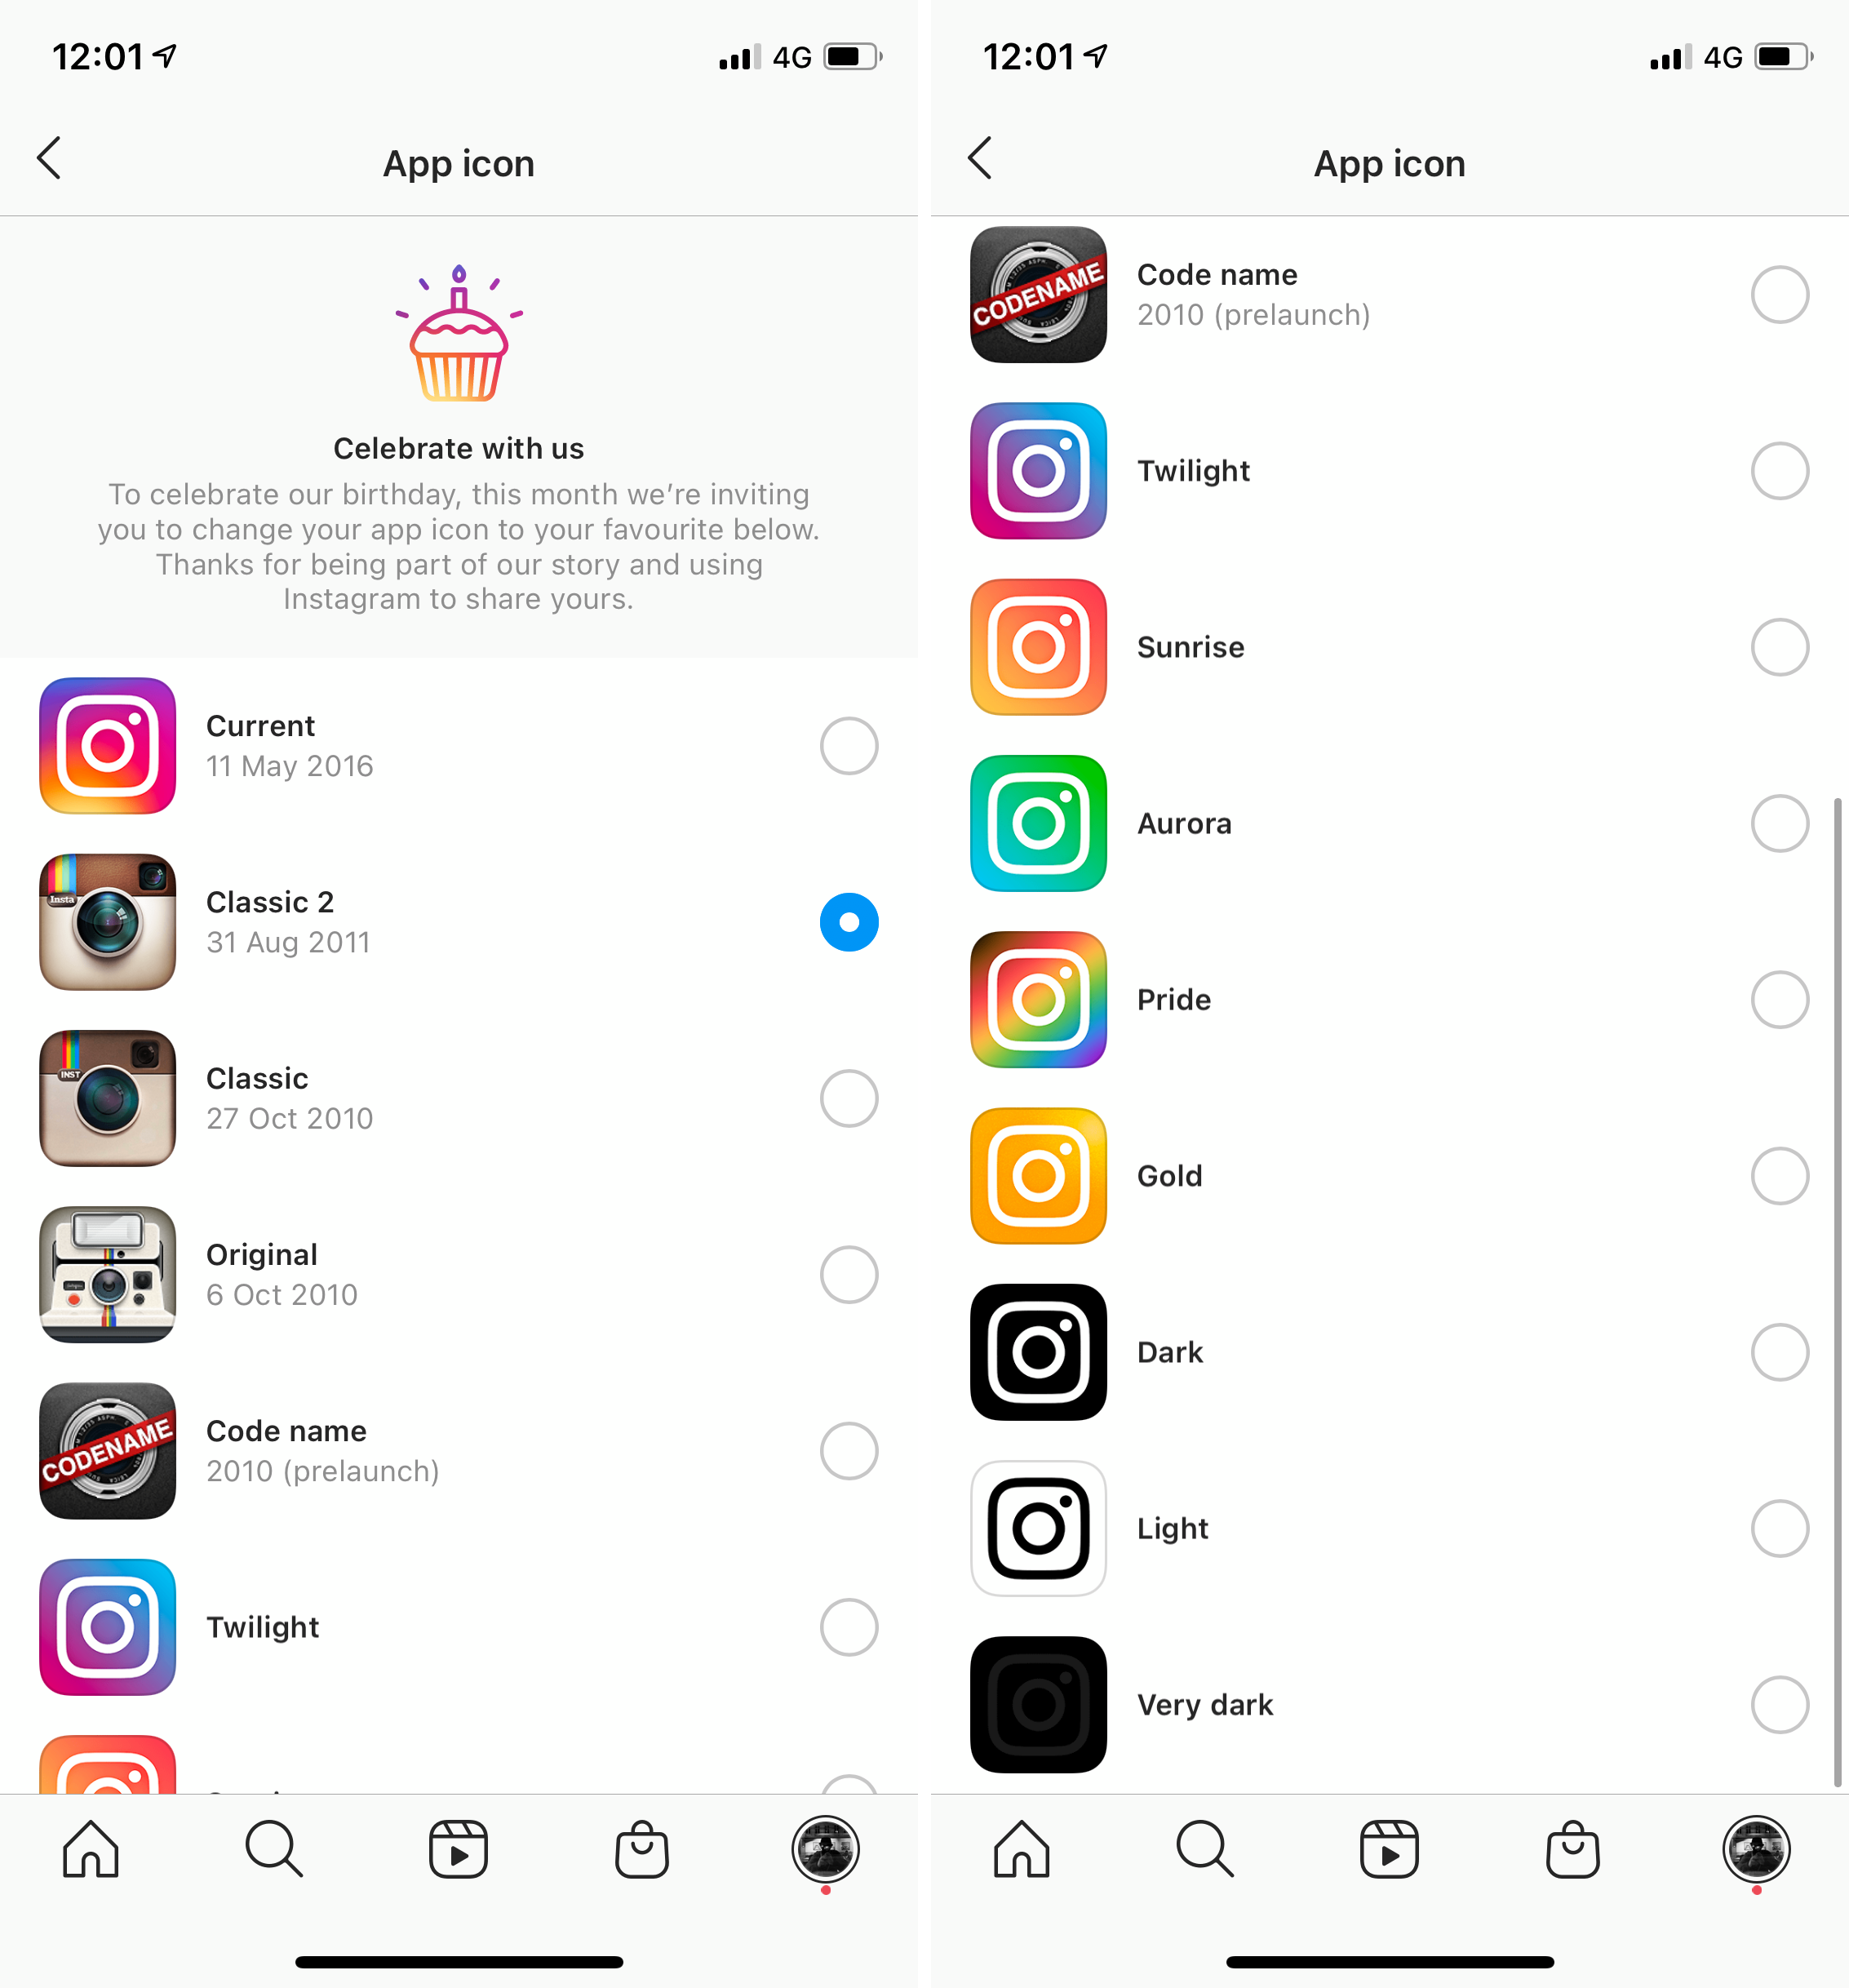 12:01
4G
App icon
Celebrate with us
To celebrate our birthday, this month we’re inviting
you to change your app icon to your favourite below.
Thanks for being part of our story and using
Instagram to share yours.
Current
11 May 2016
Insta
Classic 2
31 Aug 2011
INST
Classic
27 Oct 2010
Original
6 Oct 2010
CODENAME
Code name
2010 (prelaunch)
Twilight
12:01
4G
App icon
CODENAME
Code name
2010 (prelaunch)
Twilight
Sunrise
Aurora
Pride
Gold
Dark
Light
Very dark